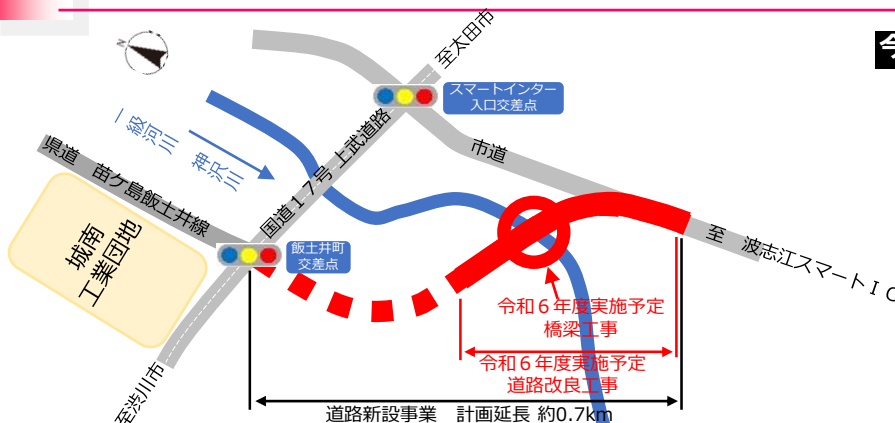 N
至太田市
今
スマートインター
入口交差点
一級河川 神沢川
国道１７号 上武道路
市道
県道 苗ケ島飯土井線
城南
工業団地
飯土井町
交差点
至 波志江スマートＩＣ
令和６年度実施予定
橋梁工事
令和６年度実施予定
道路改良工事
至渋川市
道路新設事業 計画延長 約0.7km